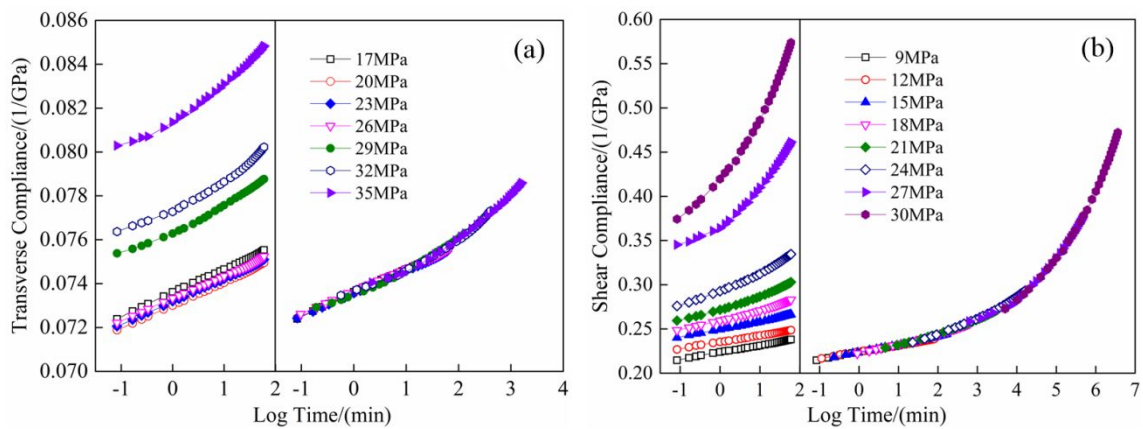 0.086
0.084
0.082
0.080
0.078
0.076
0.074
0.072
0.070
Transverse Compliance/(1/GPa)
(a)
17MPa
20MPa
23MPa
26MPa
29MPa
32MPa
35MPa
-1 0 1 2 -1 0 1 2 3 4
Log Time/(min)
0.60
0.50
0.45
0.40
0.35
0.30
0.25
0.20
Shear Compliance/(1/GPa)
(b)
9MPa
12MPa
15MPa
18MPa
21MPa
24MPa
27MPa
30MPa
-1 0 1 2 -1 0 1 2 3 4 5 6 7
Log Time/(min)